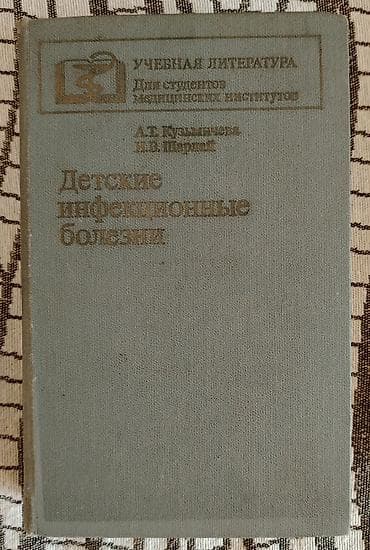 УЧЕБНАЯ ЛИТЕРАТУРА
Для студентов
медицинских институтов
А.Т. Кузьмичева
И.В. Шарлай
Детские
инфекционные
болезни